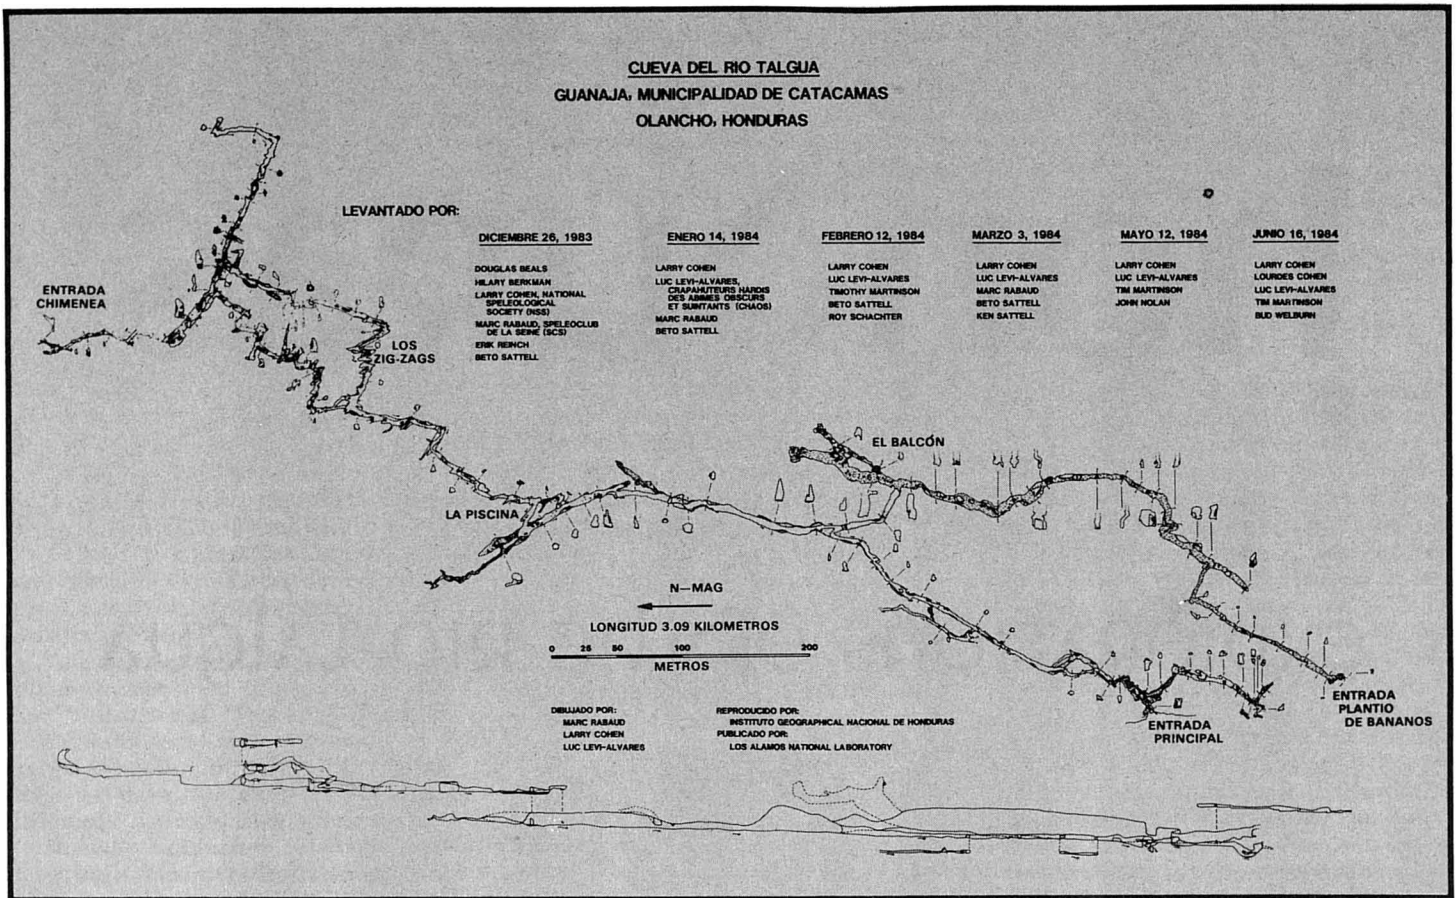 CUEVA DEL RIO TALGUA
GUANAJA, MUNICIPALIDAD DE CATACAMAS
OLANCHO, HONDURAS
LEVANTADO POR:
DICIEMBRE 26, 1983
DOUGLAS BEALS
HILARY BERKMAN
LARRY COHEN, NATIONAL
SPELEOLOGICAL
SOCIETY (NSS)
MARC RABAUD, SPELEOCLUB
DE LA SEINE (SCS)
ERIK REINCH
BETO SATTELL
ENERO 14, 1984
LARRY COHEN
LUC LEVI-ALVARES,
CRAPAHUTEURS HARDIS
DES ABIMES OBSCURS
ET SUINTANTS (CHAOS)
MARC RABAUD
BETO SATTELL
FEBRERO 12, 1984
LARRY COHEN
LUC LEVI-ALVARES
TIMOTHY MARTINSON
BETO SATTELL
ROY SCHACHTER
MARZO 3, 1984
LARRY COHEN
LUC LEVI-ALVARES
MARC RABAUD
BETO SATTELL
KEN SATTELL
MAYO 12, 1984
LARRY COHEN
LUC LEVI-ALVARES
TIM MARTINSON
JOHN NOLAN
JUNIO 16, 1984
LARRY COHEN
LOURDES COHEN
LUC LEVI-ALVARES
TIM MARTINSON
BUD WELBURN
ENTRADA
CHIMENEA
LOS
ZIG-ZAGS
EL BALCÓN
LA PISCINA
N-MAG
LONGITUD 3.09 KILOMETROS
0 25 50 100 200
METROS
ENTRADA
PRINCIPAL
ENTRADA
PLANTIO
DE BANANOS
DIBUJADO POR:
MARC RABAUD
LARRY COHEN
LUC LEVI-ALVARES
REPRODUCIDO POR:
INSTITUTO GEOGRAPHICAL NACIONAL DE HONDURAS
PUBLICADO POR:
LOS ALAMOS NATIONAL LABORATORY